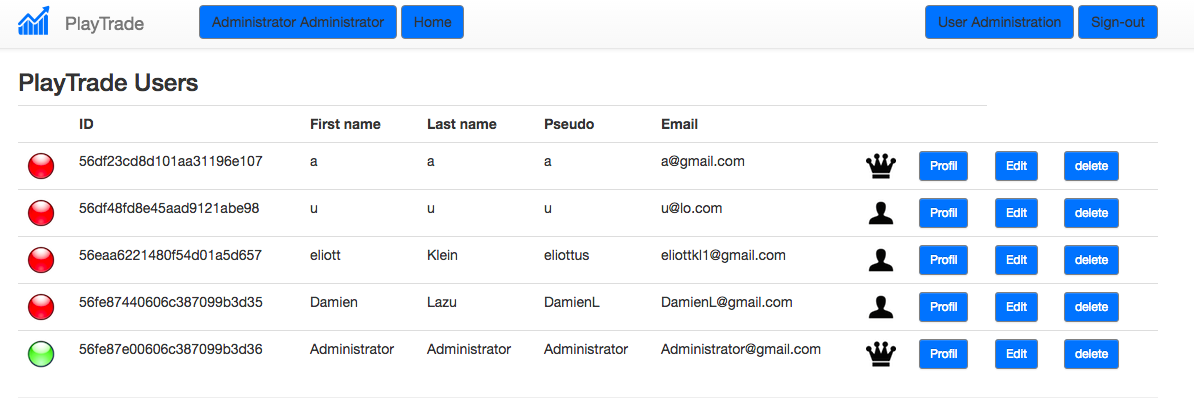 PlayTrade Administrator Administrator Home User Administration Sign-out
PlayTrade Users
ID First name Last name Pseudo Email
56df23cd8d101aa31196e107 a a a a@gmail.com Profil Edit delete
56df48fd8e45aad9121abe98 u u u u@lo.com Profil Edit delete
56eaa6221480f54d01a5d657 eliott Klein eliottus eliottkl1@gmail.com Profil Edit delete
56fe87440606c387099b3d35 Damien Lazu DamienL DamienL@gmail.com Profil Edit delete
56fe87e00606c387099b3d36 Administrator Administrator Administrator Administrator@gmail.com Profil Edit delete